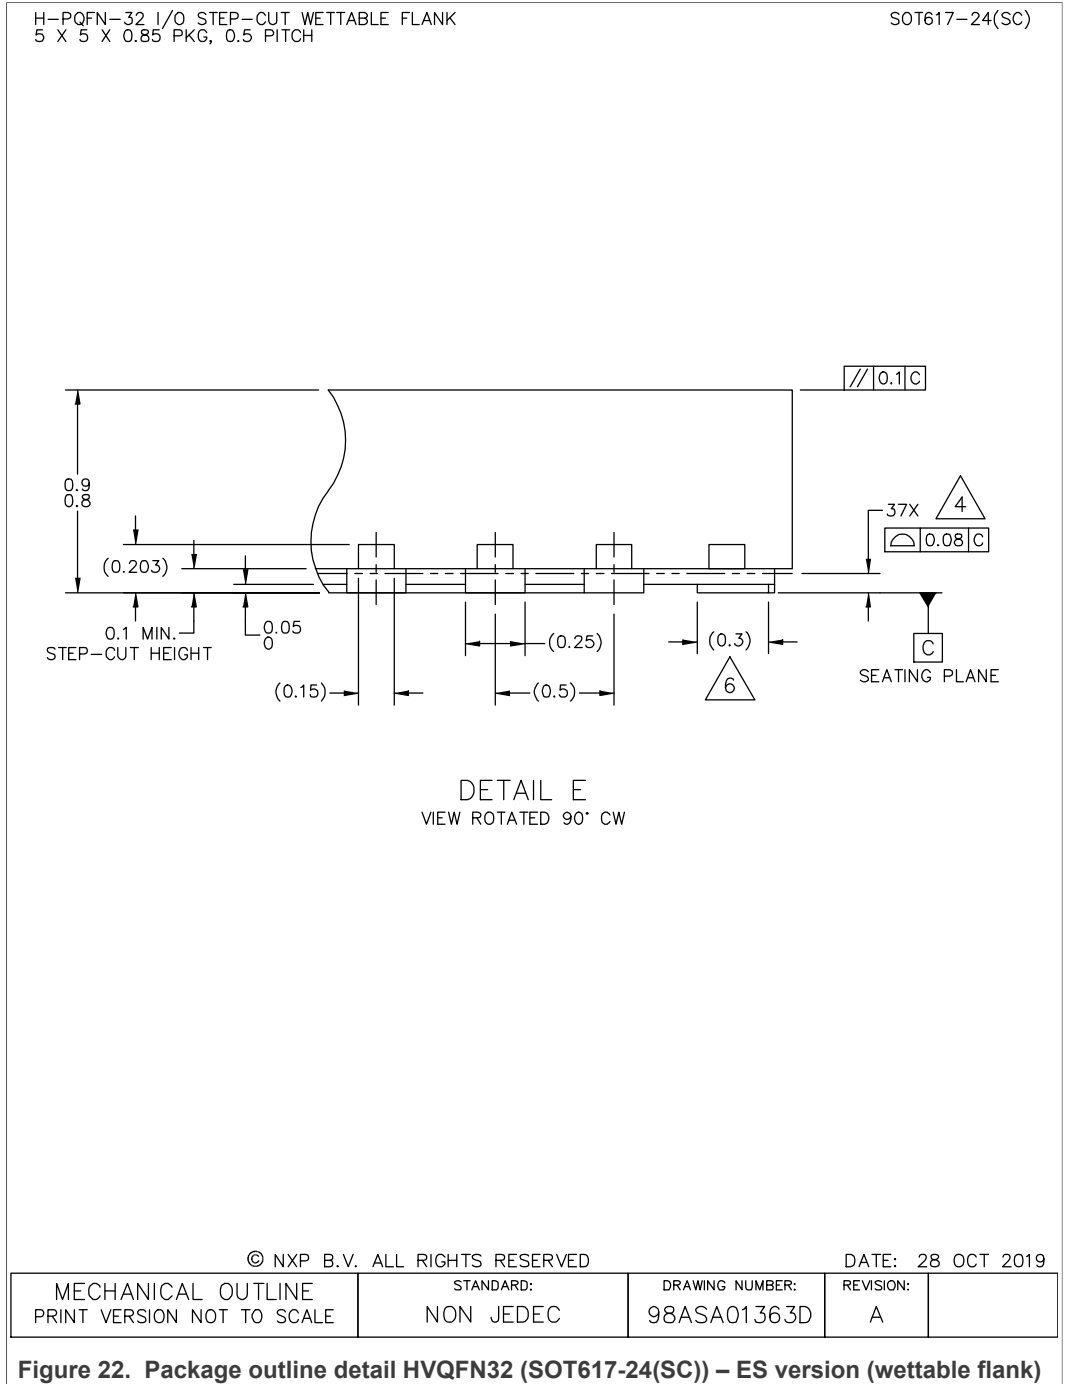 H-PQFN-32 I/O STEP-CUT WETTABLE FLANK
5 X 5 X 0.85 PKG, 0.5 PITCH
SOT617-24(SC)
// 0.1 C
0.9
0.8
37X
4
0.08 C
(0.203)
0.1 MIN.
STEP-CUT HEIGHT
0.05
0
(0.25)
(0.3)
6
C
SEATING PLANE
(0.15)
(0.5)
DETAIL E
VIEW ROTATED 90° CW
© NXP B.V. ALL RIGHTS RESERVED
DATE: 28 OCT 2019
MECHANICAL OUTLINE
PRINT VERSION NOT TO SCALE
STANDARD:
NON JEDEC
DRAWING NUMBER:
98ASA01363D
REVISION:
A
Figure 22. Package outline detail HVQFN32 (SOT617-24(SC)) – ES version (wettable flank)